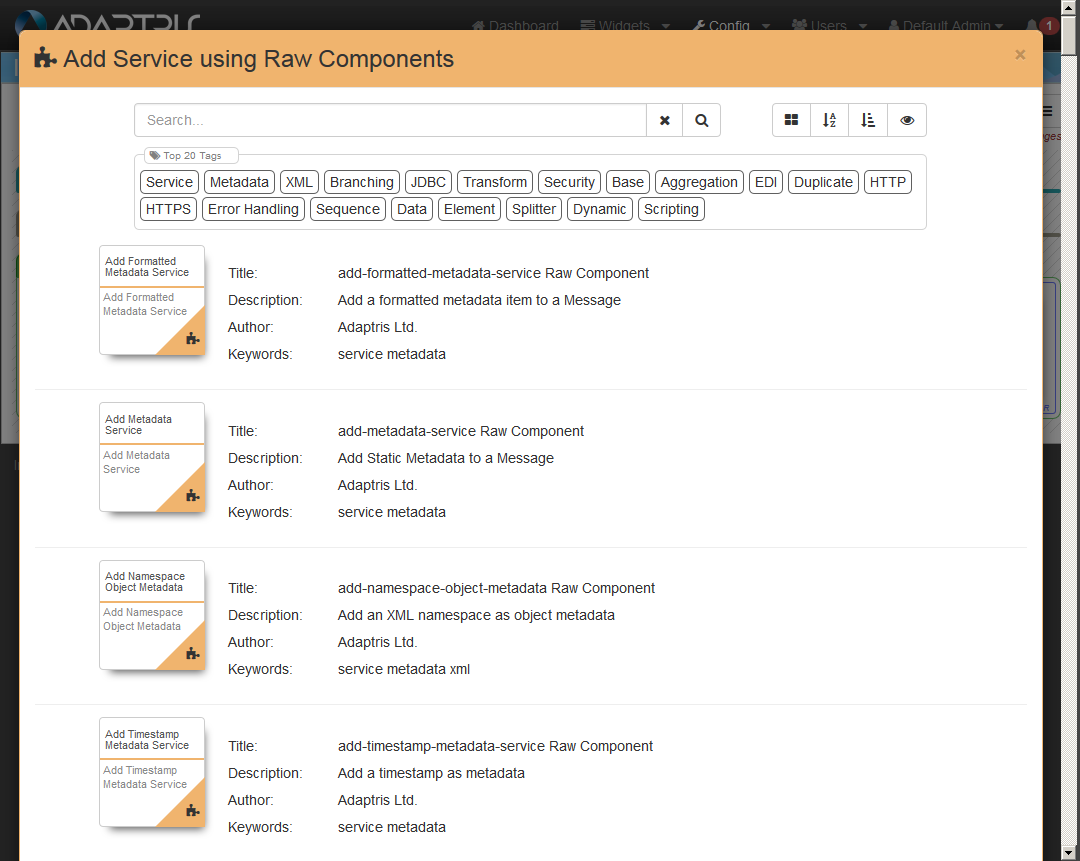 ADAPTRIS
Dashboard Widgets Config Users Default Admin 1
Add Service using Raw Components ×
Search...
Top 20 Tags
Service Metadata XML Branching JDBC Transform Security Base Aggregation EDI Duplicate HTTP
HTTPS Error Handling Sequence Data Element Splitter Dynamic Scripting
Add Formatted
Metadata Service
Add Formatted
Metadata Service
Title: add-formatted-metadata-service Raw Component
Description: Add a formatted metadata item to a Message
Author: Adaptris Ltd.
Keywords: service metadata
Add Metadata
Service
Add Metadata
Service
Title: add-metadata-service Raw Component
Description: Add Static Metadata to a Message
Author: Adaptris Ltd.
Keywords: service metadata
Add Namespace
Object Metadata
Add Namespace
Object Metadata
Title: add-namespace-object-metadata Raw Component
Description: Add an XML namespace as object metadata
Author: Adaptris Ltd.
Keywords: service metadata xml
Add Timestamp
Metadata Service
Add Timestamp
Metadata Service
Title: add-timestamp-metadata-service Raw Component
Description: Add a timestamp as metadata
Author: Adaptris Ltd.
Keywords: service metadata